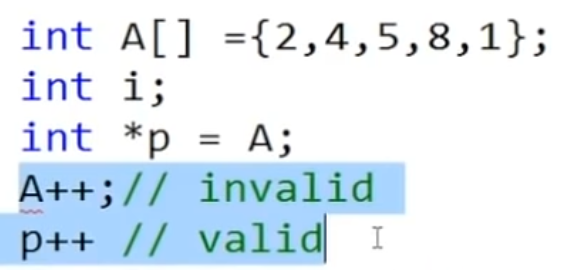 int A[] ={2,4,5,8,1};
int i;
int *p = A;
A++;// invalid
p++ // valid